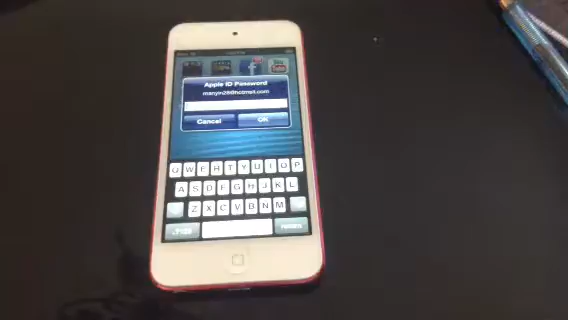 Apple ID Password
Cancel OK
Q W E R T Y U I O P
A S D F G H J K L
Z X C V B N M
.?123 return